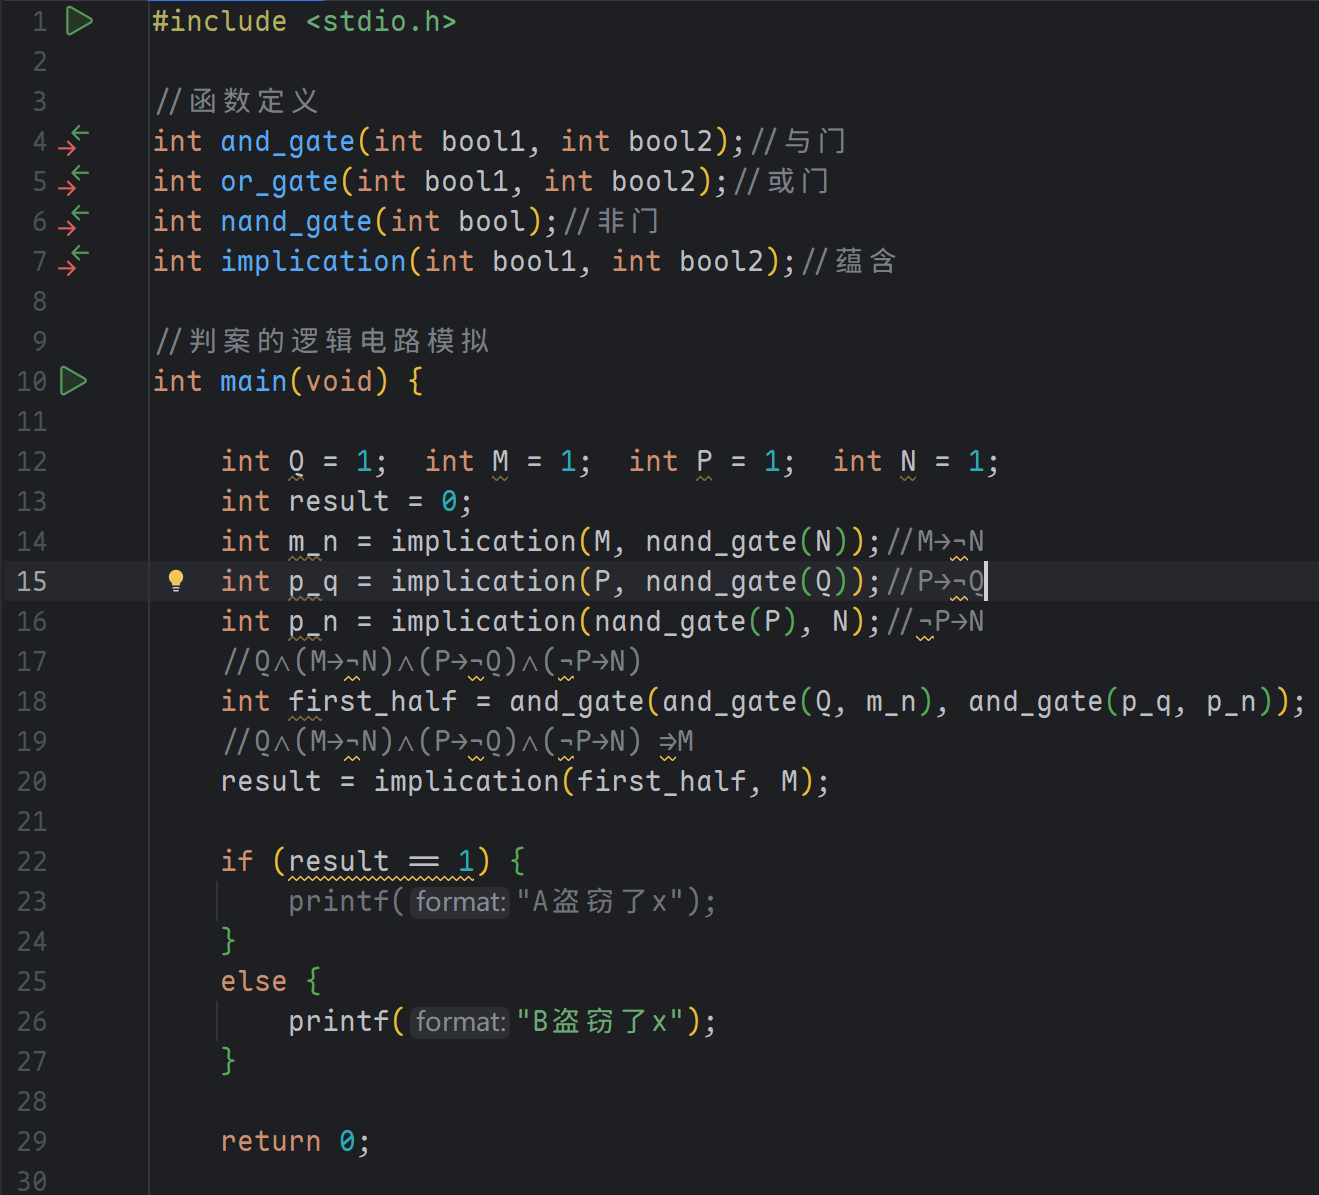 1 #include <stdio.h>
2
3 //函数定义
4 int and_gate(int bool1, int bool2);//与门
5 int or_gate(int bool1, int bool2);//或门
6 int nand_gate(int bool);//非门
7 int implication(int bool1, int bool2);//蕴含
8
9 //判案的逻辑电路模拟
10 int main(void) {
11
12 int Q = 1;  int M = 1;  int P = 1;  int N = 1;
13 int result = 0;
14 int m_n = implication(M, nand_gate(N));//M→¬N
15 int p_q = implication(P, nand_gate(Q));//P→¬Q
16 int p_n = implication(nand_gate(P), N);//¬P→N
17 //Q∧(M→¬N)∧(P→¬Q)∧(¬P→N)
18 int first_half = and_gate(and_gate(Q, m_n), and_gate(p_q, p_n));
19 //Q∧(M→¬N)∧(P→¬Q)∧(¬P→N) ⇒M
20 result = implication(first_half, M);
21
22 if (result == 1) {
23 printf( format: "A盗窃了x");
24 }
25 else {
26 printf( format: "B盗窃了x");
27 }
28
29 return 0;
30